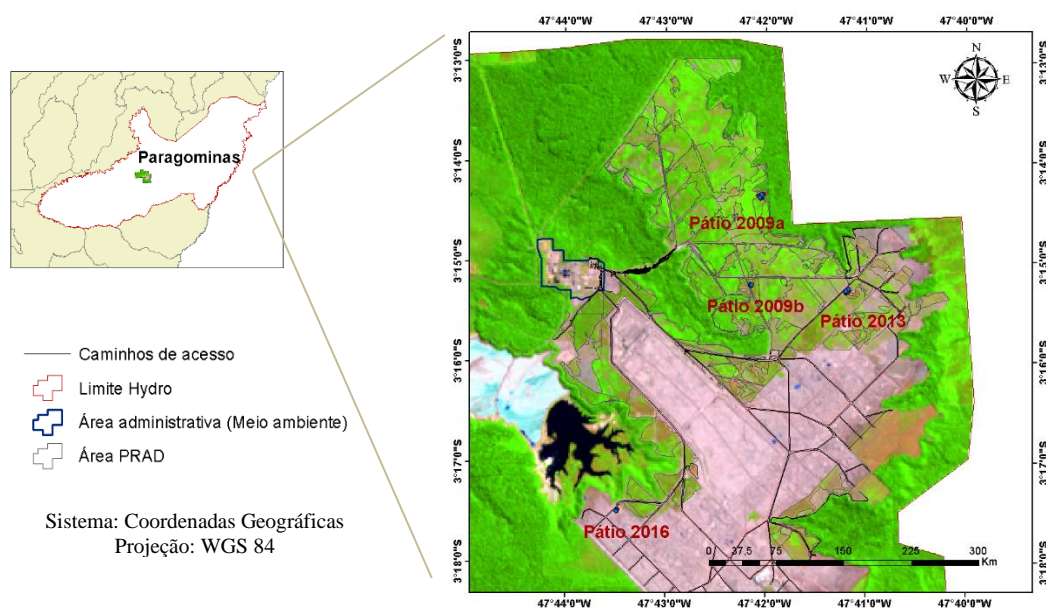 47°44'0"W 47°43'0"W 47°42'0"W 47°41'0"W 47°40'0"W
3°13'0"S
3°14'0"S
3°15'0"S
3°16'0"S
3°17'0"S
3°18'0"S
N
W E
S
Paragominas
Pátio 2009a
Pátio 2009b
Pátio 2013
Pátio 2016
Caminhos de acesso
Limite Hydro
Área administrativa (Meio ambiente)
Área PRAD
Sistema: Coordenadas Geográficas
Projeção: WGS 84
0 37,5 75 150 225 300
Km
3°13'0"S
3°14'0"S
3°15'0"S
3°16'0"S
3°17'0"S
3°18'0"S
47°44'0"W 47°43'0"W 47°42'0"W 47°41'0"W 47°40'0"W